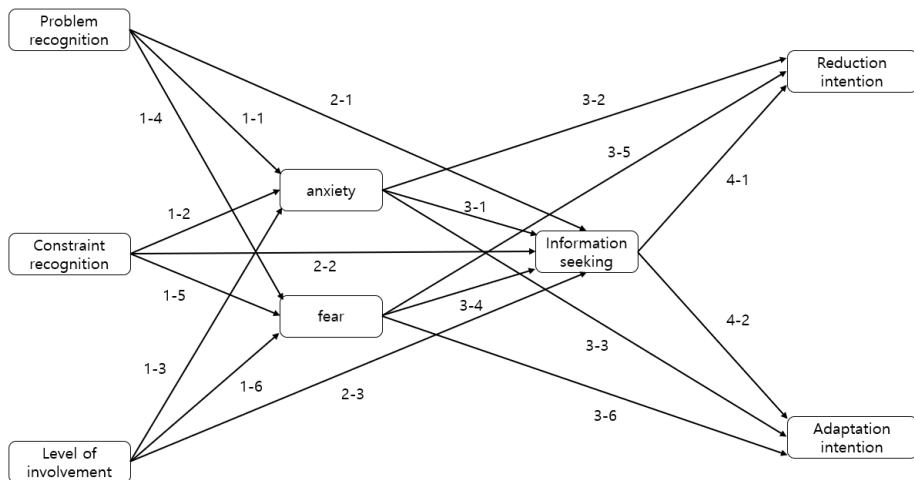 Problem
recognition
Reduction
intention
2-1
3-2
1-4
1-1
3-5
anxiety
4-1
1-2
3-1
Constraint
recognition
Information
seeking
2-2
1-5
fear
3-4
4-2
3-3
1-3
1-6
2-3
3-6
Adaptation
intention
Level of
involvement